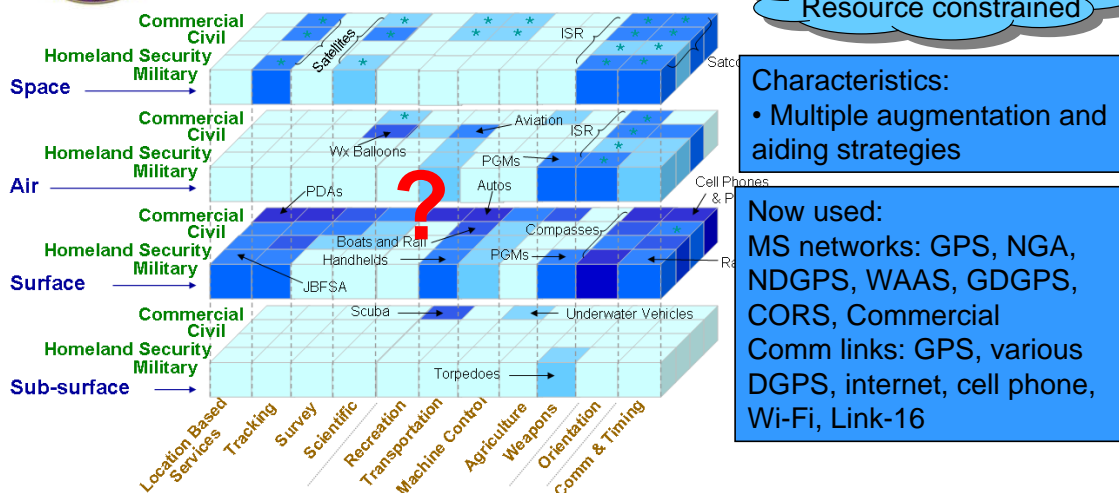 Resource constrained
Commercial
Civil
Homeland Security
Military
Space
Satellites
ISR
Commercial
Civil
Homeland Security
Military
Air
Wx Balloons
Aviation
PGMs
ISR
Commercial
Civil
Homeland Security
Military
Surface
PDAs
?
Autos
Cell Phones
&
Boats and Rail
Handhelds
Compasses
PGMs
JBFSA
Commercial
Civil
Homeland Security
Military
Sub-surface
Scuba
Underwater Vehicles
Torpedoes
Location Based
Services
Tracking
Survey
Scientific
Recreation
Transportation
Machine Control
Agriculture
Weapons
Orientation
Comm & Timing
Characteristics:
• Multiple augmentation and
aiding strategies
Now used:
MS networks: GPS, NGA,
NDGPS, WAAS, GDGPS,
CORS, Commercial
Comm links: GPS, various
DGPS, internet, cell phone,
Wi-Fi, Link-16